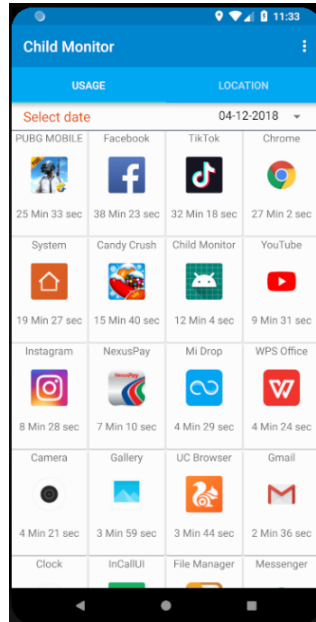 11:33
Child Monitor
USAGE LOCATION
Select date 04-12-2018
PUBG MOBILE Facebook TikTok Chrome
25 Min 33 sec 38 Min 23 sec 32 Min 18 sec 27 Min 2 sec
System Candy Crush Child Monitor YouTube
19 Min 27 sec 15 Min 40 sec 12 Min 4 sec 9 Min 31 sec
Instagram NexusPay Mi Drop WPS Office
NexusPay
8 Min 28 sec 7 Min 10 sec 4 Min 29 sec 4 Min 24 sec
Camera Gallery UC Browser Gmail
4 Min 21 sec 3 Min 59 sec 3 Min 44 sec 2 Min 36 sec
Clock InCallUI File Manager Messenger